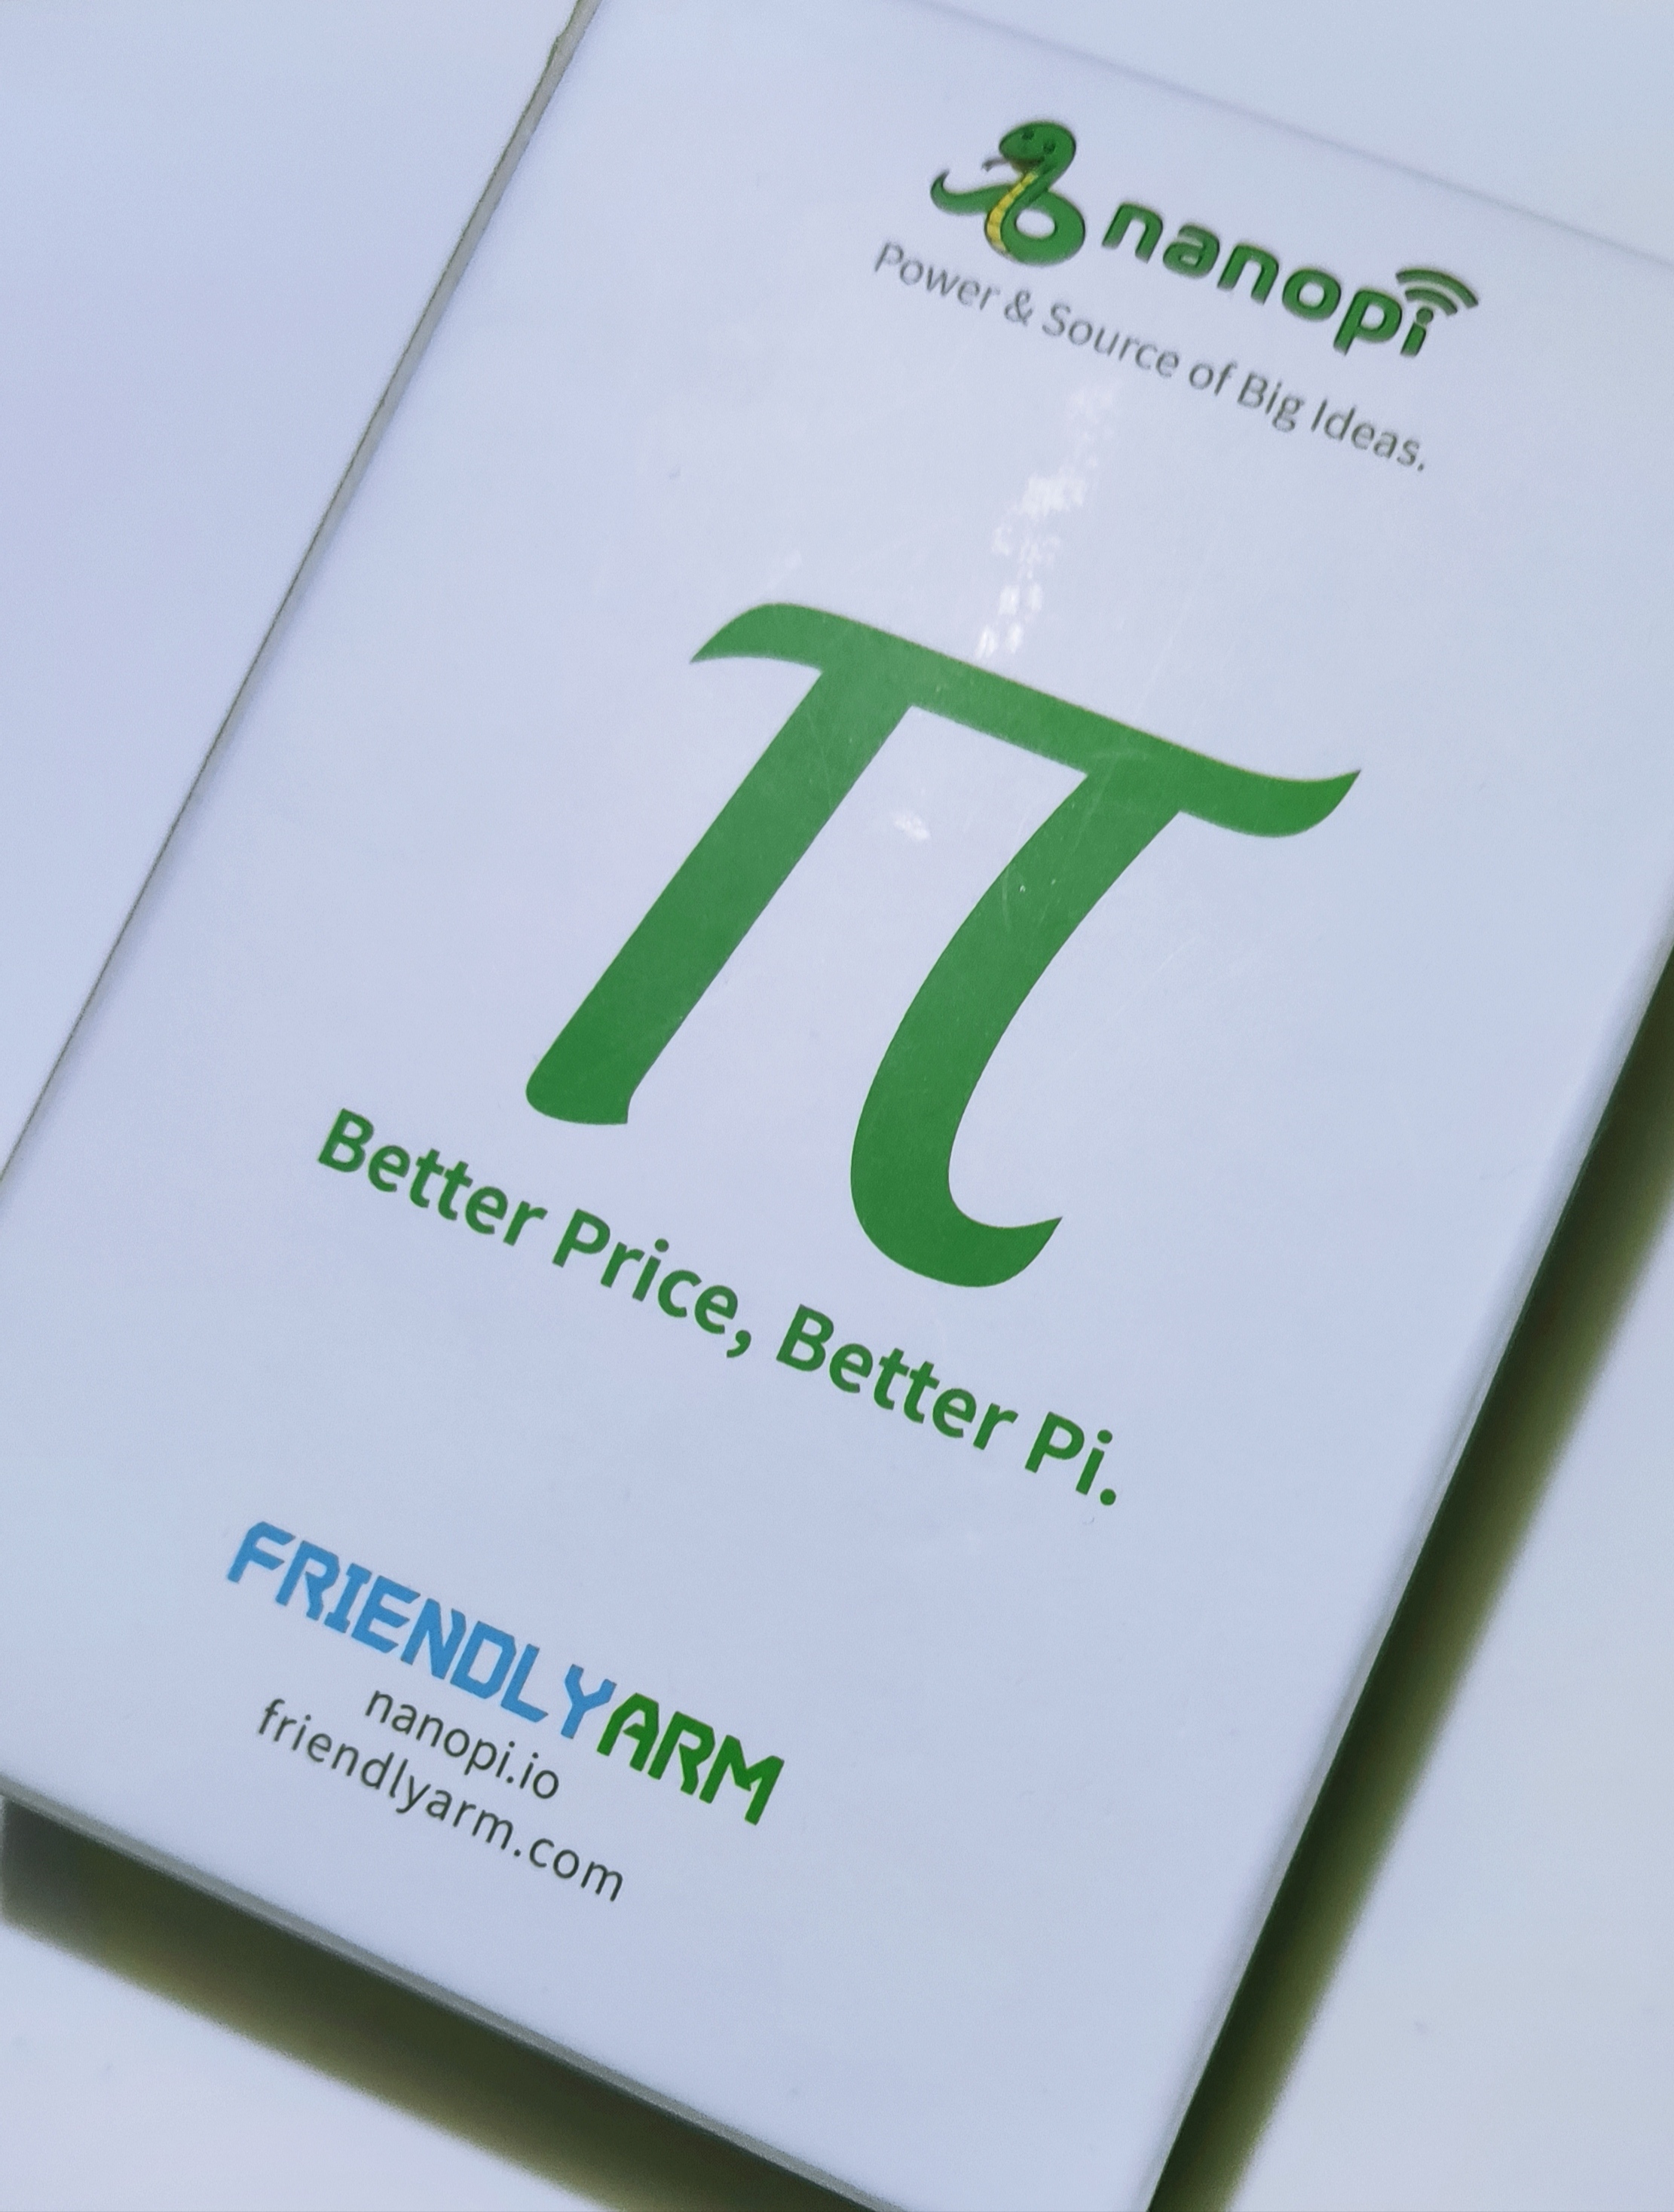 nanopi
Power & Source of Big Ideas.
π
Better Price, Better Pi.
FRIENDLYARM
nanopi.io
friendlyarm.com